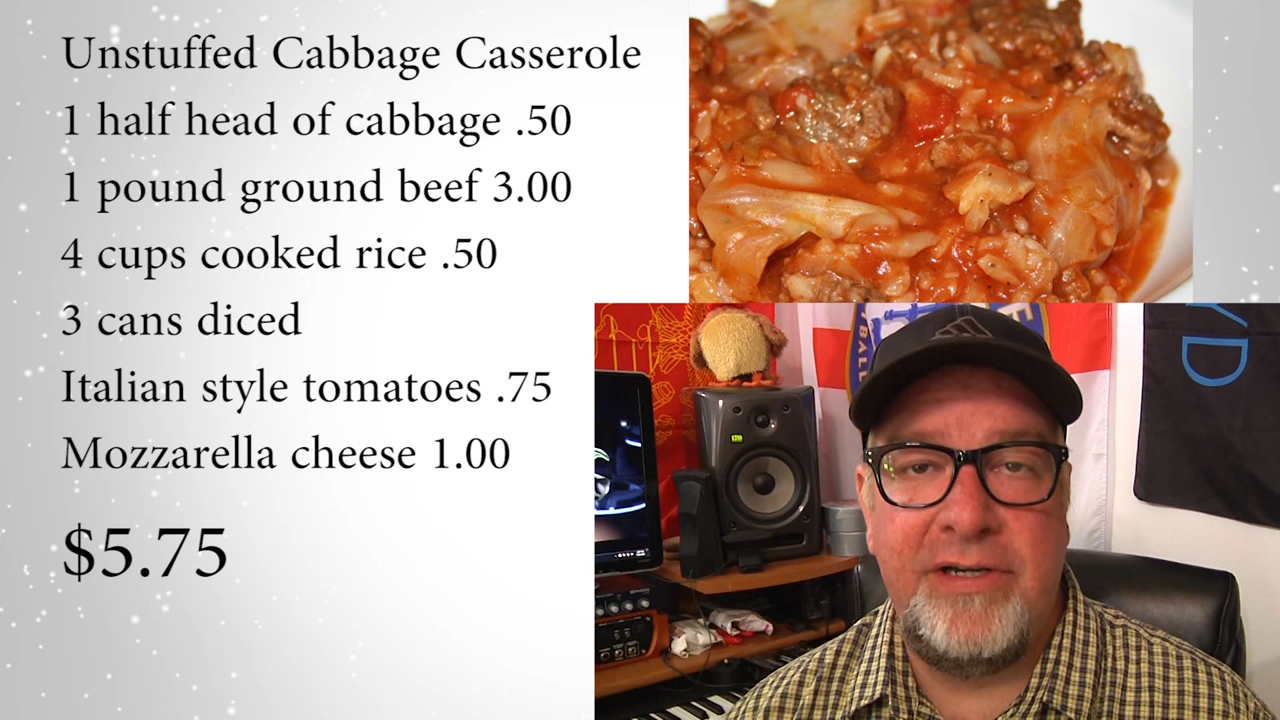 Unstuffed Cabbage Casserole
1 half head of cabbage .50
1 pound ground beef 3.00
4 cups cooked rice .50
3 cans diced
Italian style tomatoes .75
Mozzarella cheese 1.00
$5.75
YD